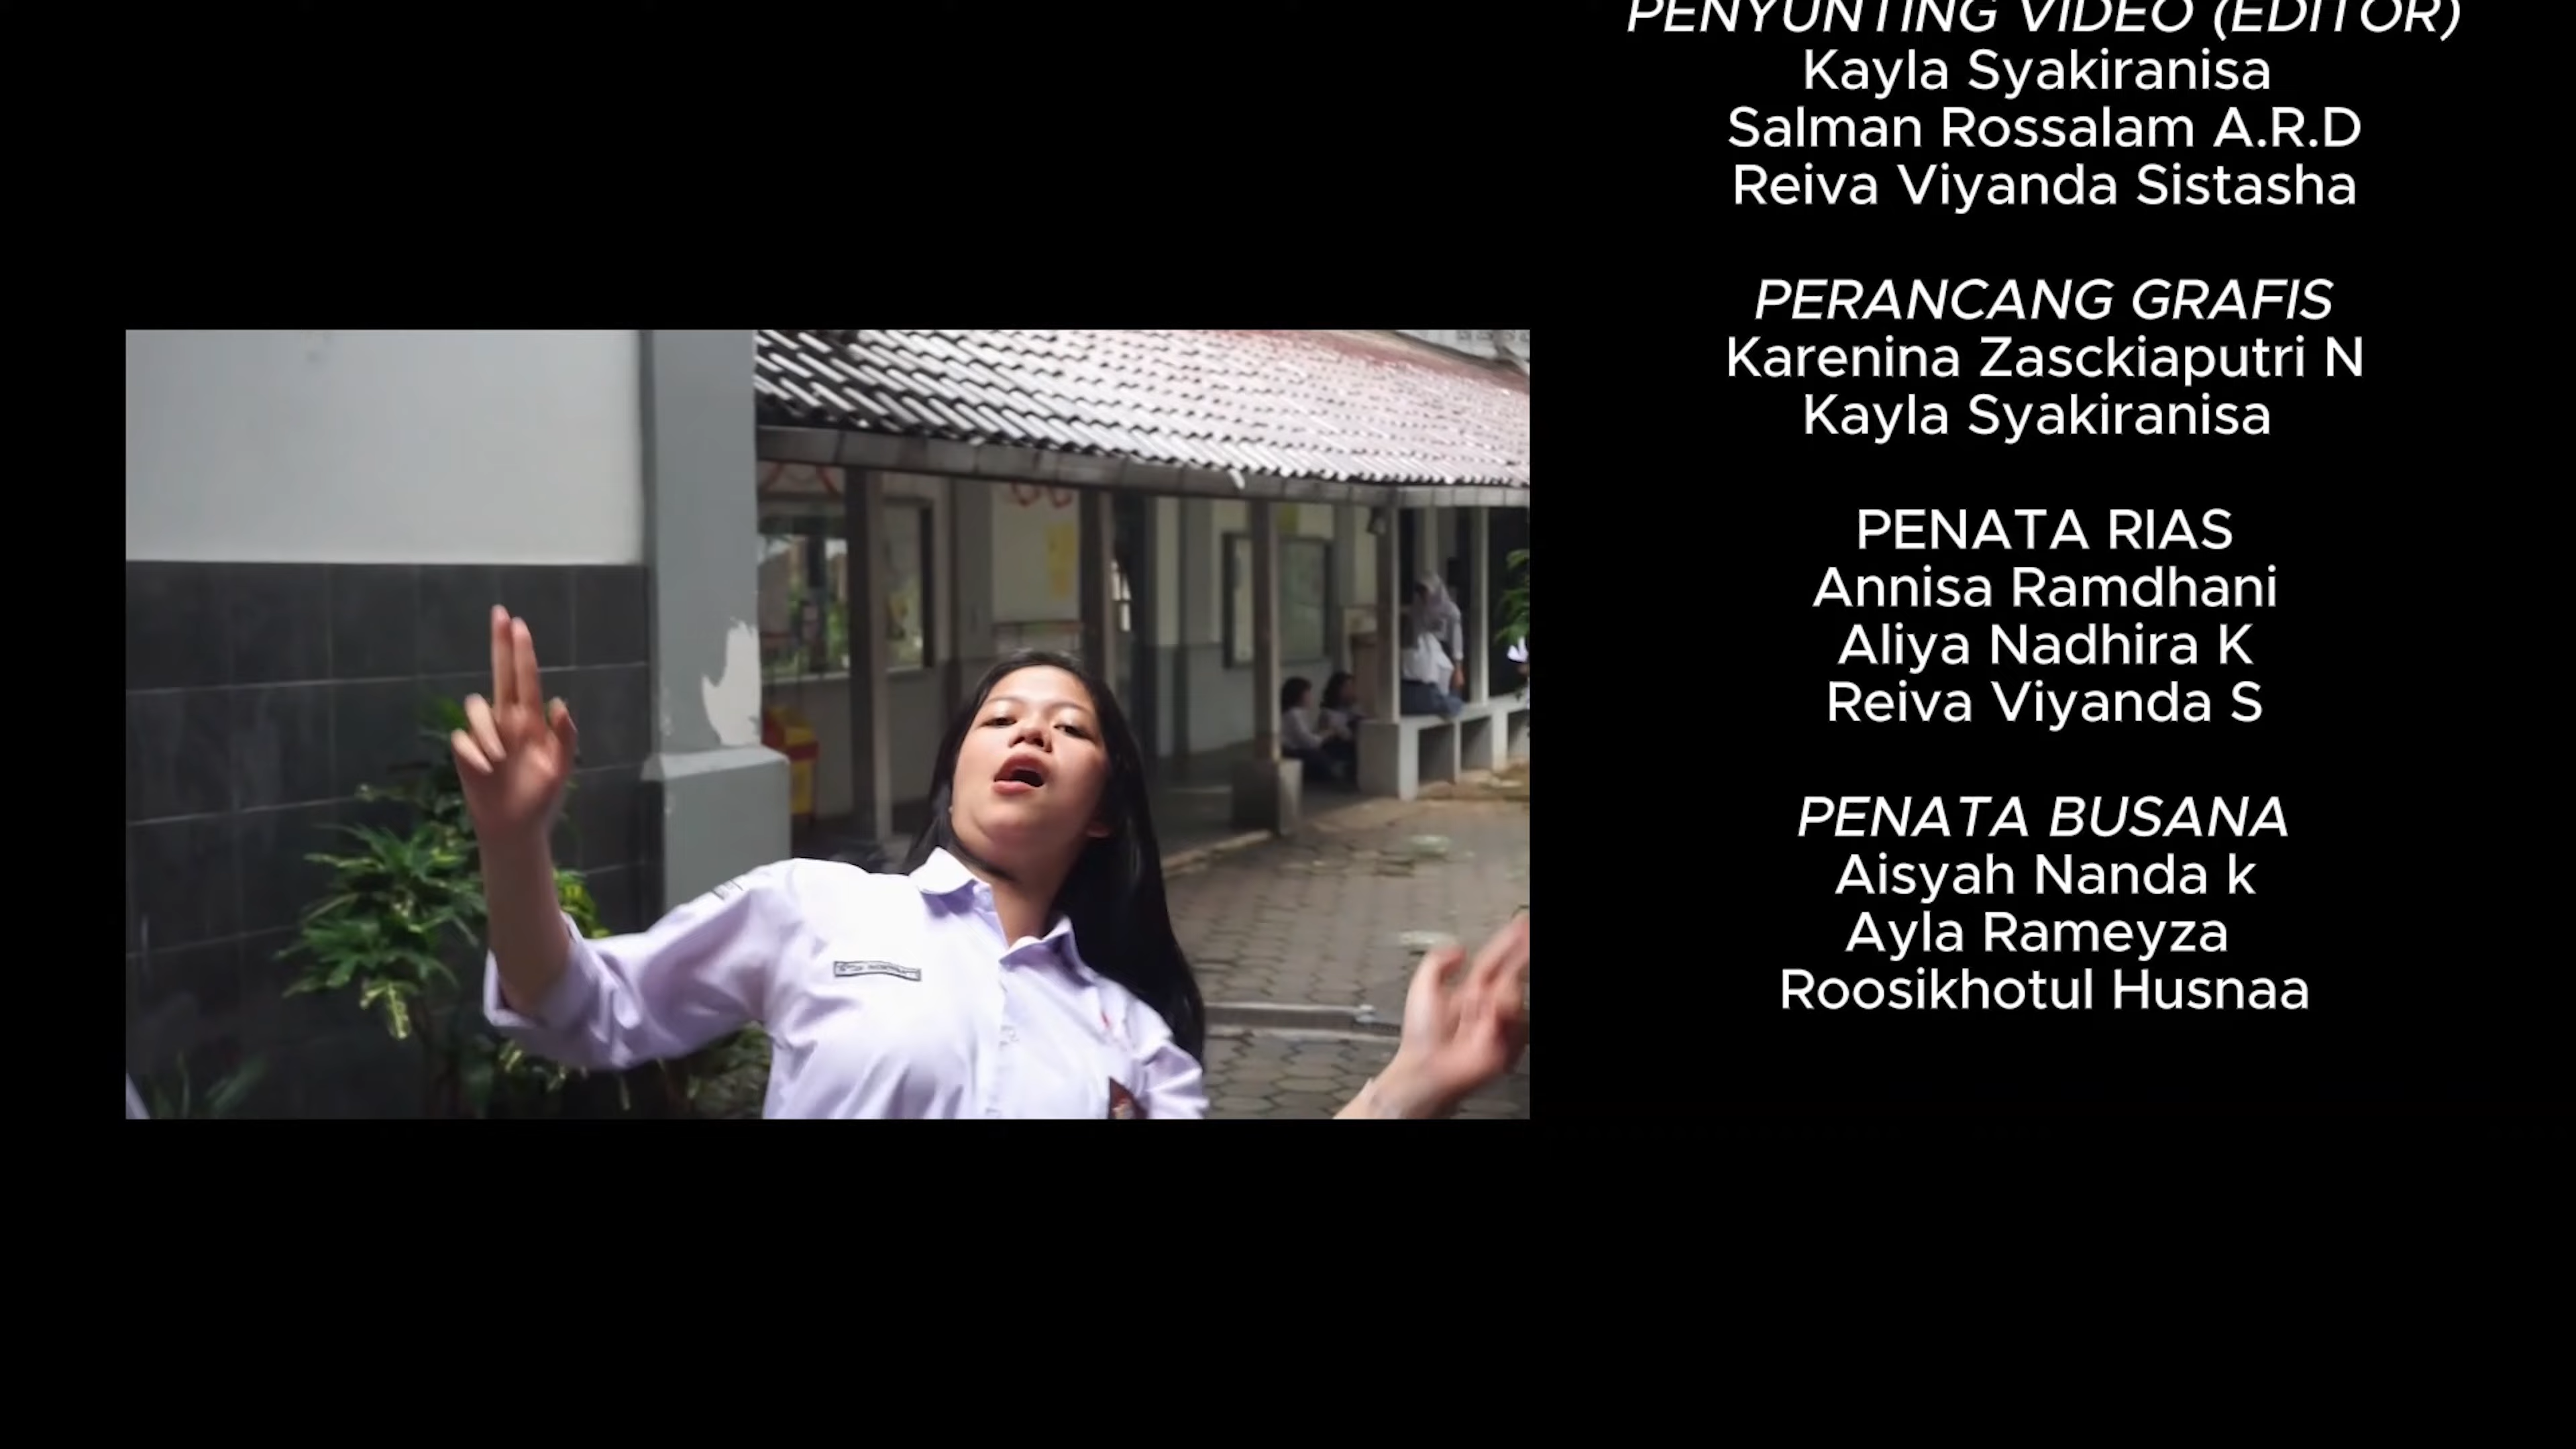 PENYUNTING VIDEO (EDITOR)
Kayla Syakiranisa
Salman Rossalam A.R.D
Reiva Viyanda Sistasha
PERANCANG GRAFIS
Karenina Zasckiaputri N
Kayla Syakiranisa
PENATA RIAS
Annisa Ramdhani
Aliya Nadhira K
Reiva Viyanda S
PENATA BUSANA
Aisyah Nanda k
Ayla Rameyza
Roosikhotul Husnaa